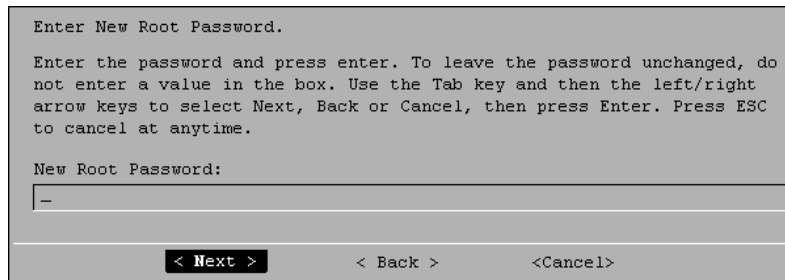 Enter New Root Password.
Enter the password and press enter. To leave the password unchanged, do
not enter a value in the box. Use the Tab key and then the left/right
arrow keys to select Next, Back or Cancel, then press Enter. Press ESC
to cancel at anytime.
New Root Password:
_
< Next > < Back > <Cancel>